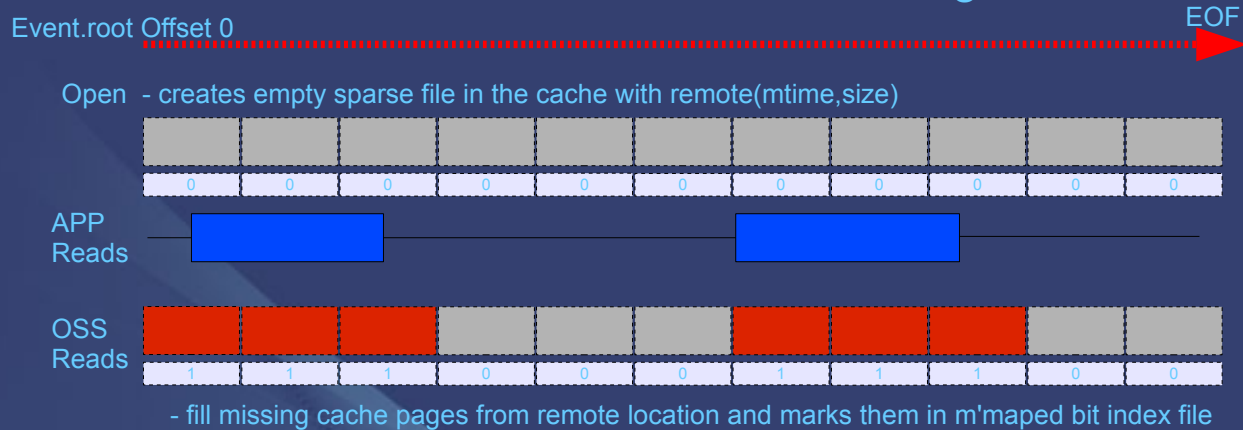 EOF
Event.root Offset 0
Open - creates empty sparse file in the cache with remote(mtime,size)
0 0 0 0 0 0 0 0 0 0 0
APP
Reads
OSS
Reads
1 1 1 0 0 0 1 1 1 0 0
- fill missing cache pages from remote location and marks them in m'maped bit index file